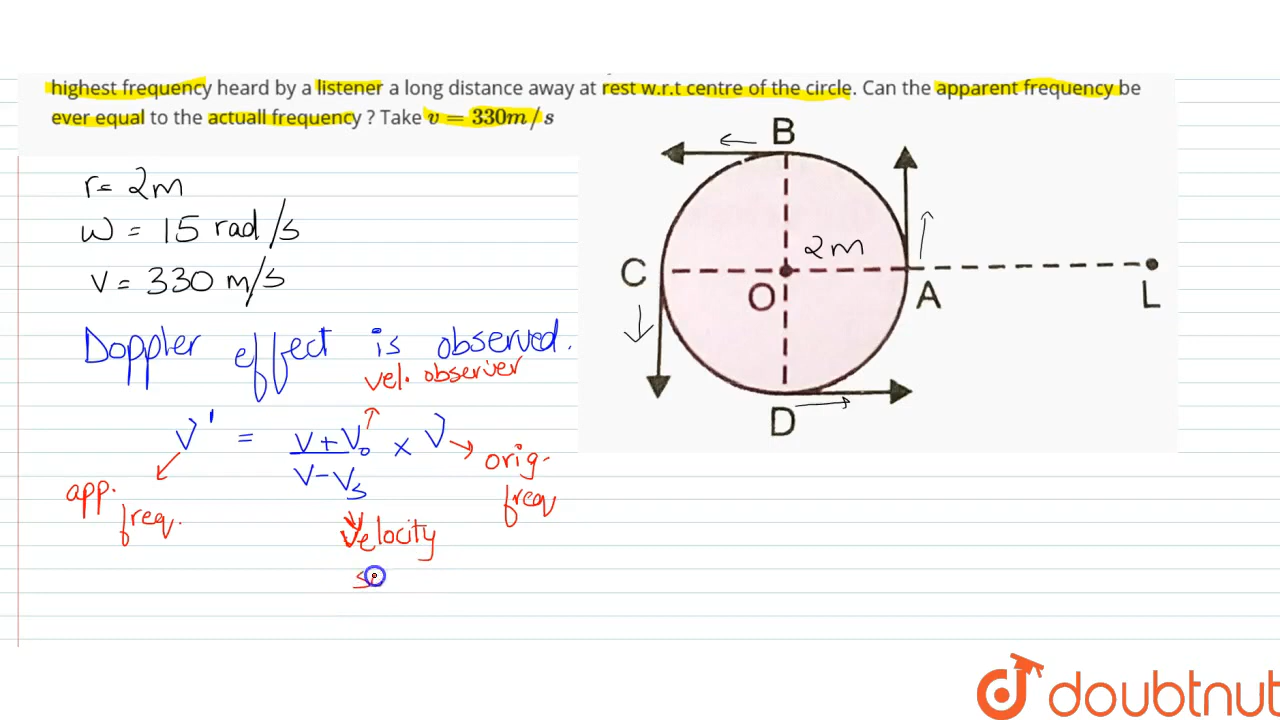 highest frequency heard by a listener a long distance away at rest w.r.t centre of the circle. Can the apparent frequency be
ever equal to the actuall frequency ? Take v = 330m/s
r= 2m
ω = 15 rad/s
v = 330 m/s
Doppler effect is observed.
vel. observer
ν' = (v+v₀)/(v-vₛ) × ν
orig. freq
app. freq.
velocity
B
2m
C
O
A
L
D
doubtnut